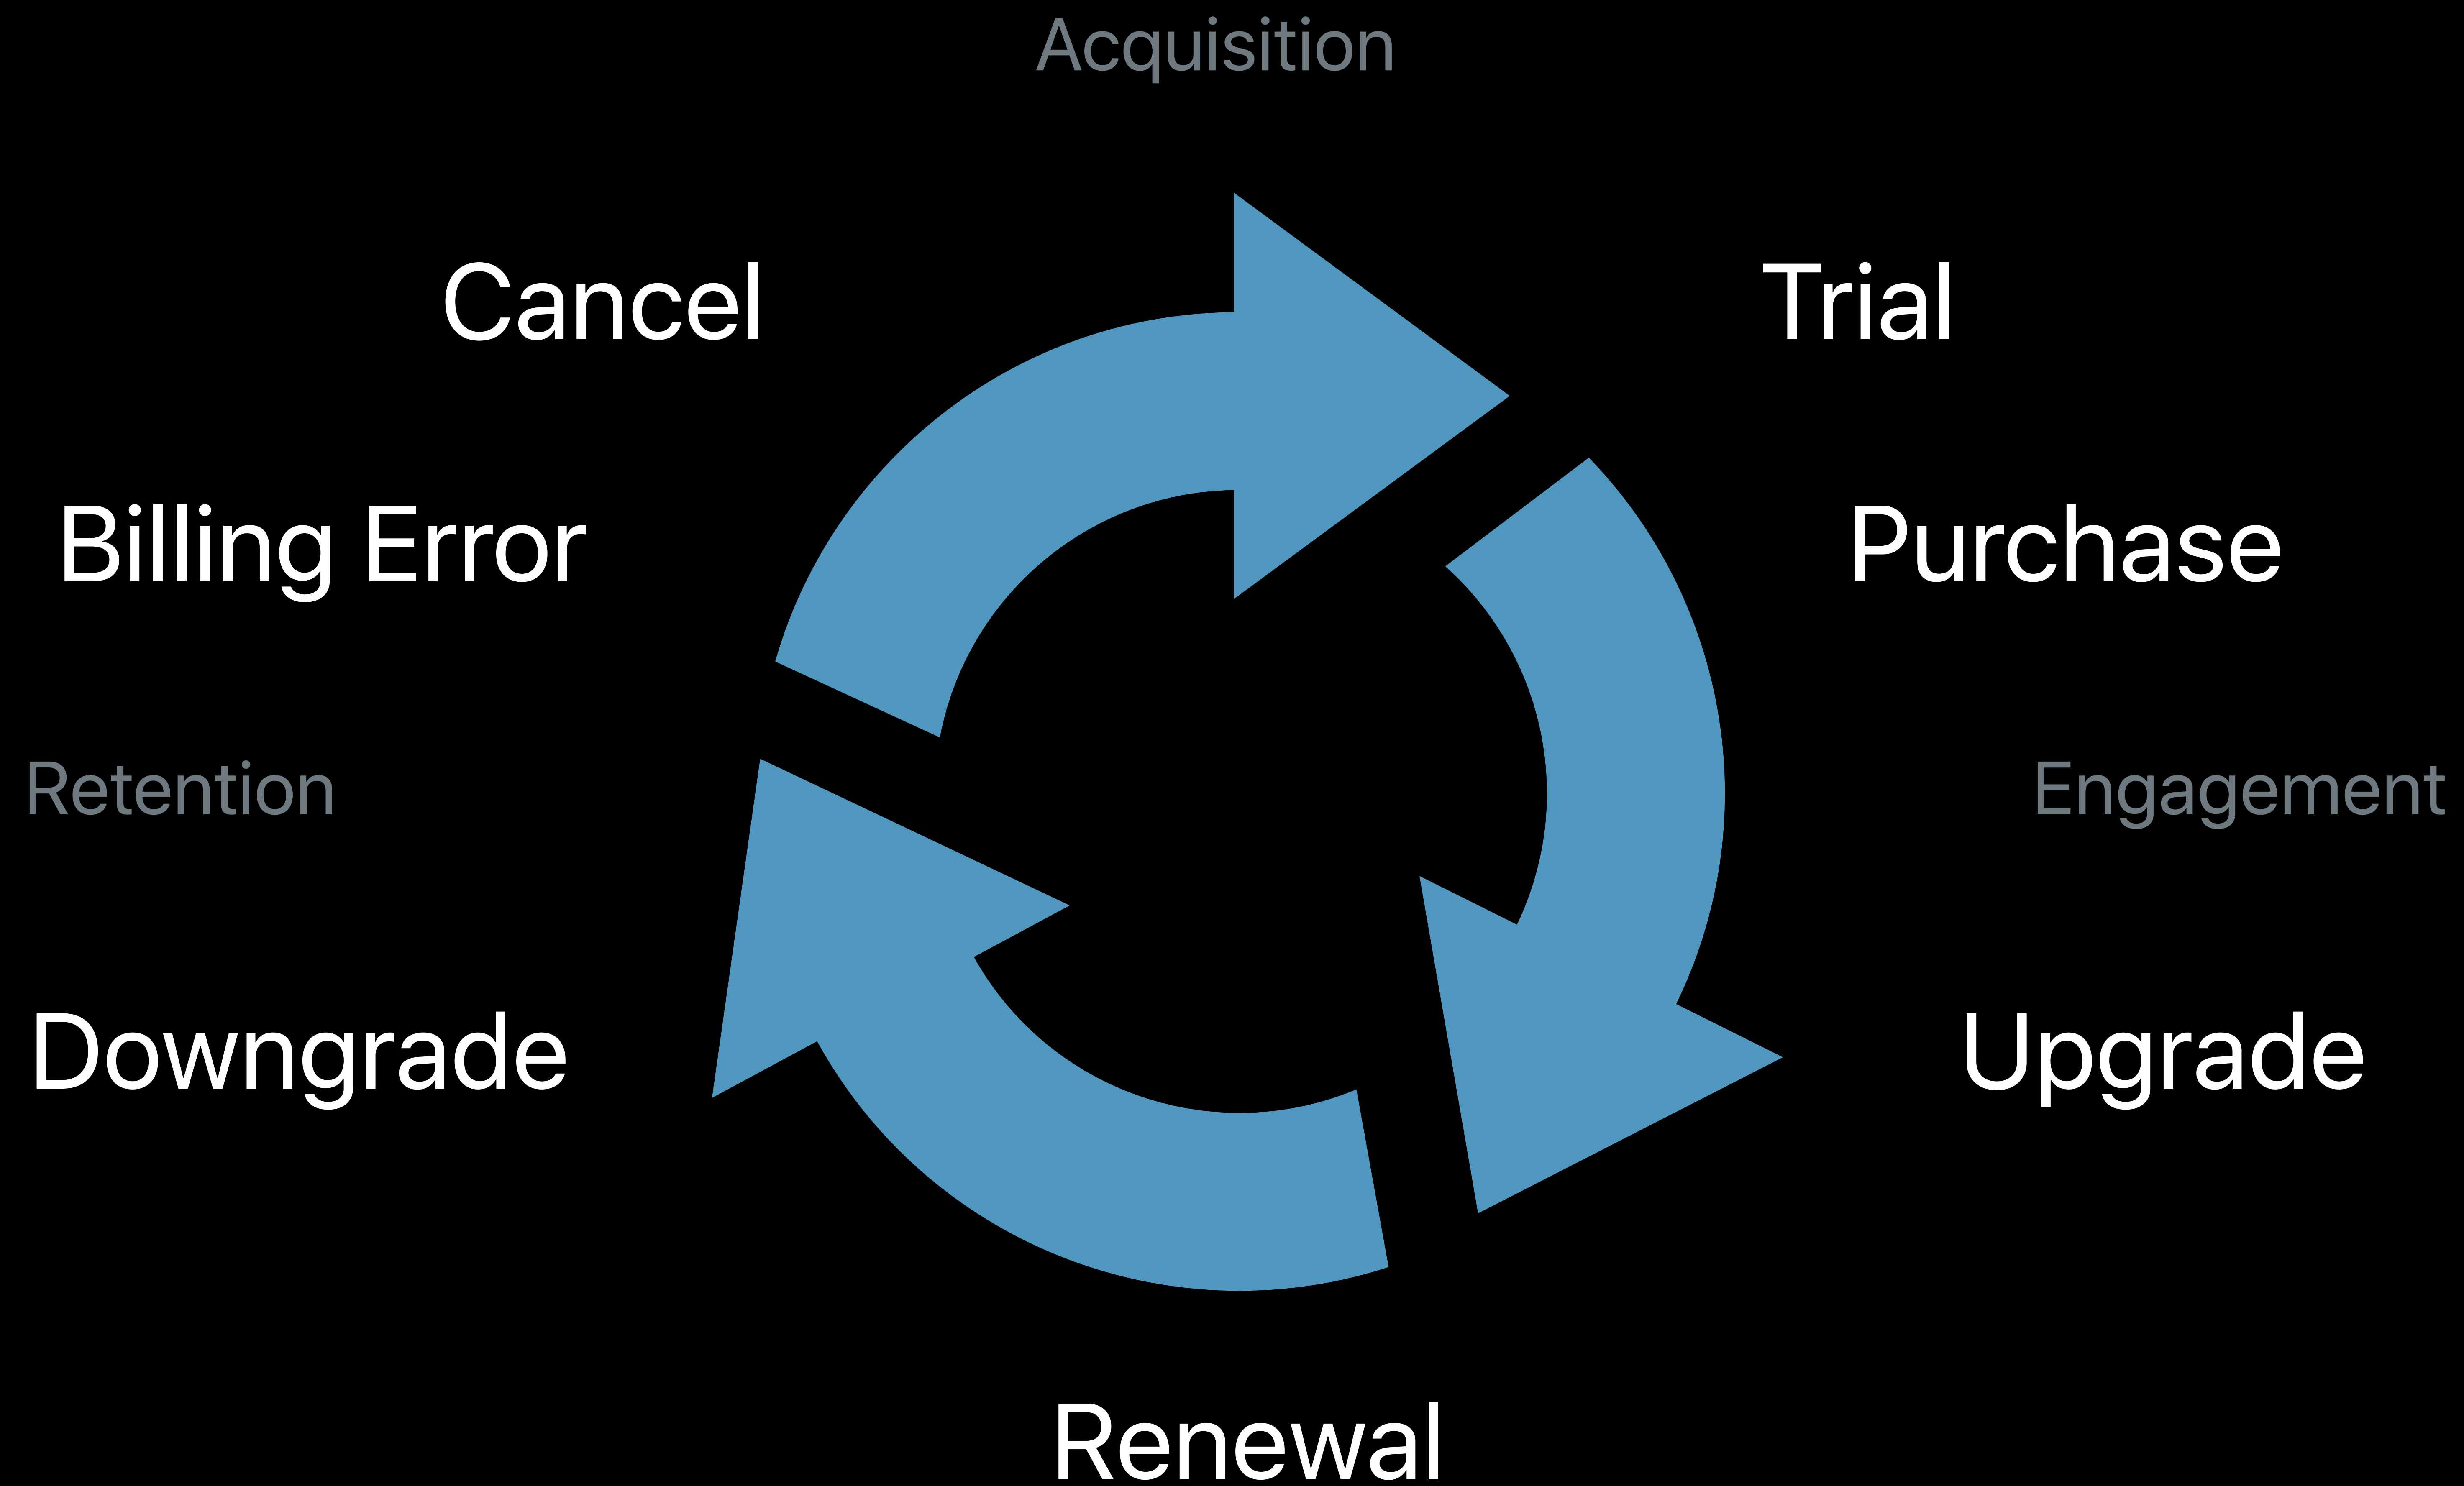 Acquisition
Cancel
Trial
Billing Error
Purchase
Retention
Engagement
Downgrade
Upgrade
Renewal